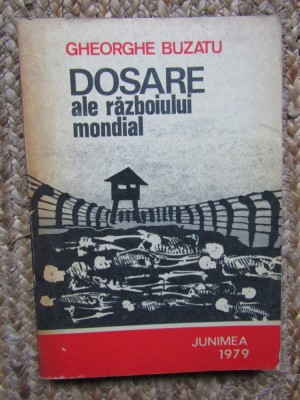 GHEORGHE BUZATU
DOSARE
ale războiului
mondial
JUNIMEA
1979